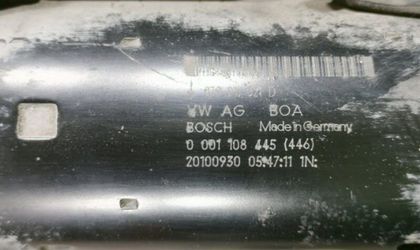 VW AG BOA
BOSCH Made in Germany
0 001 108 445 (446)
20100930 05:47:11 1N: